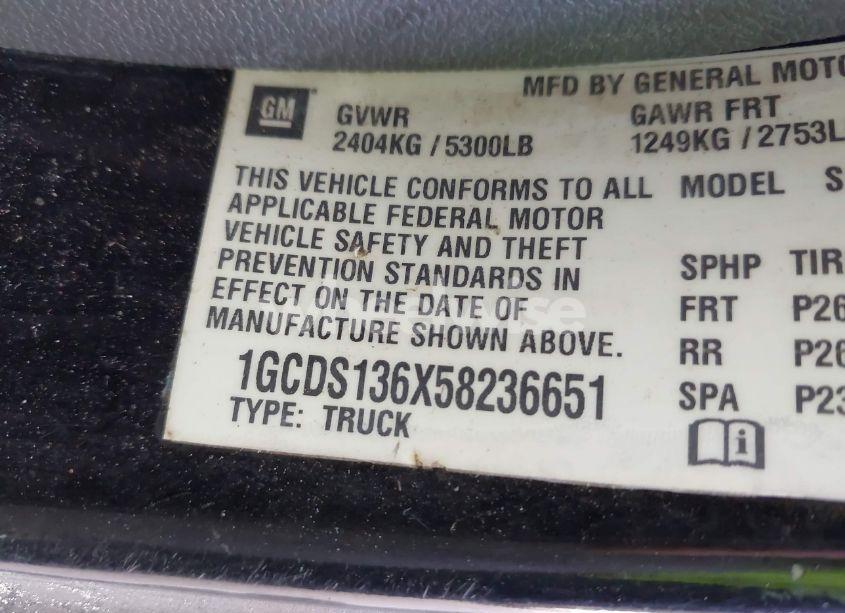 MFD BY GENERAL MOTO
GM
GVWR
GAWR FRT
2404KG / 5300LB
1249KG / 2753L
THIS VEHICLE CONFORMS TO ALL
APPLICABLE FEDERAL MOTOR
VEHICLE SAFETY AND THEFT
PREVENTION STANDARDS IN
EFFECT ON THE DATE OF
MANUFACTURE SHOWN ABOVE.
1GCDS136X58236651
TYPE: TRUCK
MODEL S
SPHP TIR
FRT P26
RR P26
SPA P23
i